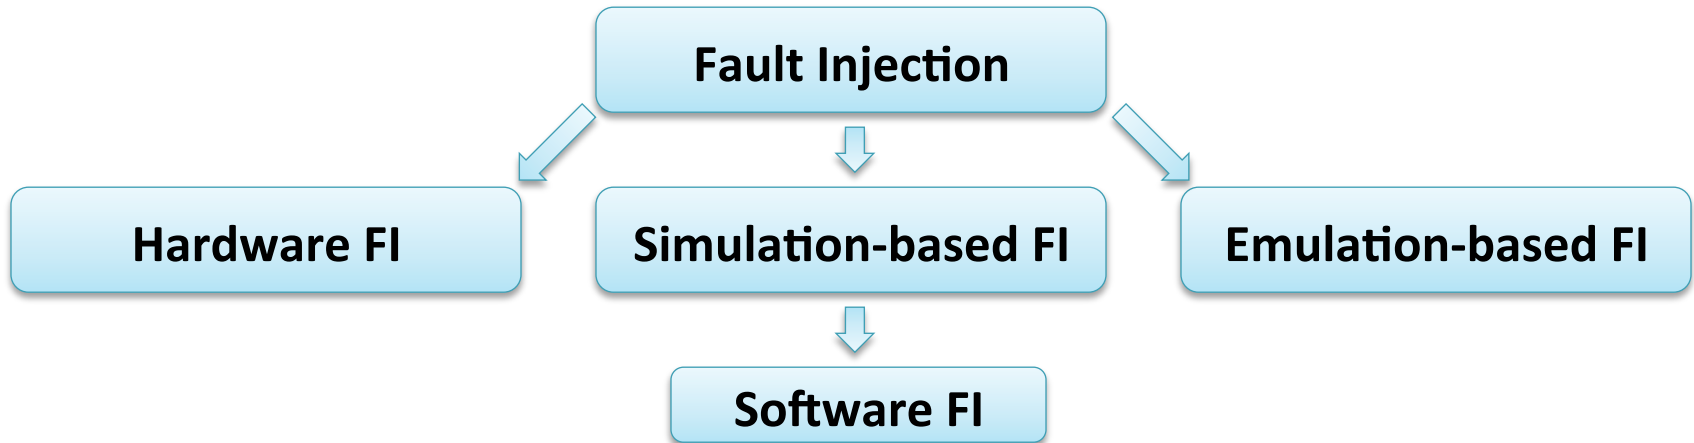 Fault Injection
Hardware FI
Simulation-based FI
Emulation-based FI
Software FI